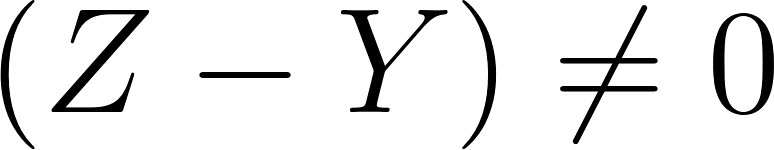 (Z − Y) ≠ 0